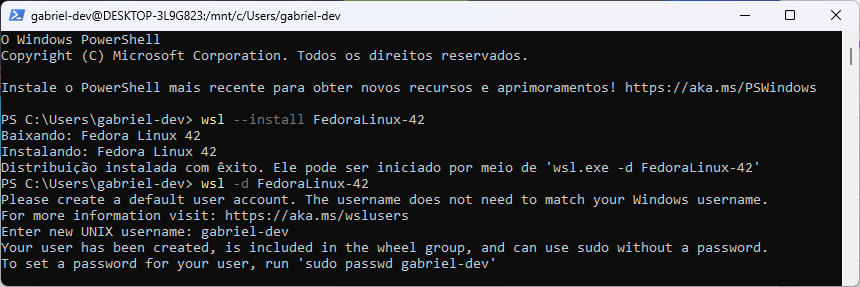 gabriel-dev@DESKTOP-3L9G823:/mnt/c/Users/gabriel-dev
O Windows PowerShell
Copyright (C) Microsoft Corporation. Todos os direitos reservados.
Instale o PowerShell mais recente para obter novos recursos e aprimoramentos! https://aka.ms/PSWindows
PS C:\Users\gabriel-dev> wsl --install FedoraLinux-42
Baixando: Fedora Linux 42
Instalando: Fedora Linux 42
Distribuição instalada com êxito. Ele pode ser iniciado por meio de 'wsl.exe -d FedoraLinux-42'
PS C:\Users\gabriel-dev> wsl -d FedoraLinux-42
Please create a default user account. The username does not need to match your Windows username.
For more information visit: https://aka.ms/wslusers
Enter new UNIX username: gabriel-dev
Your user has been created, is included in the wheel group, and can use sudo without a password.
To set a password for your user, run 'sudo passwd gabriel-dev'